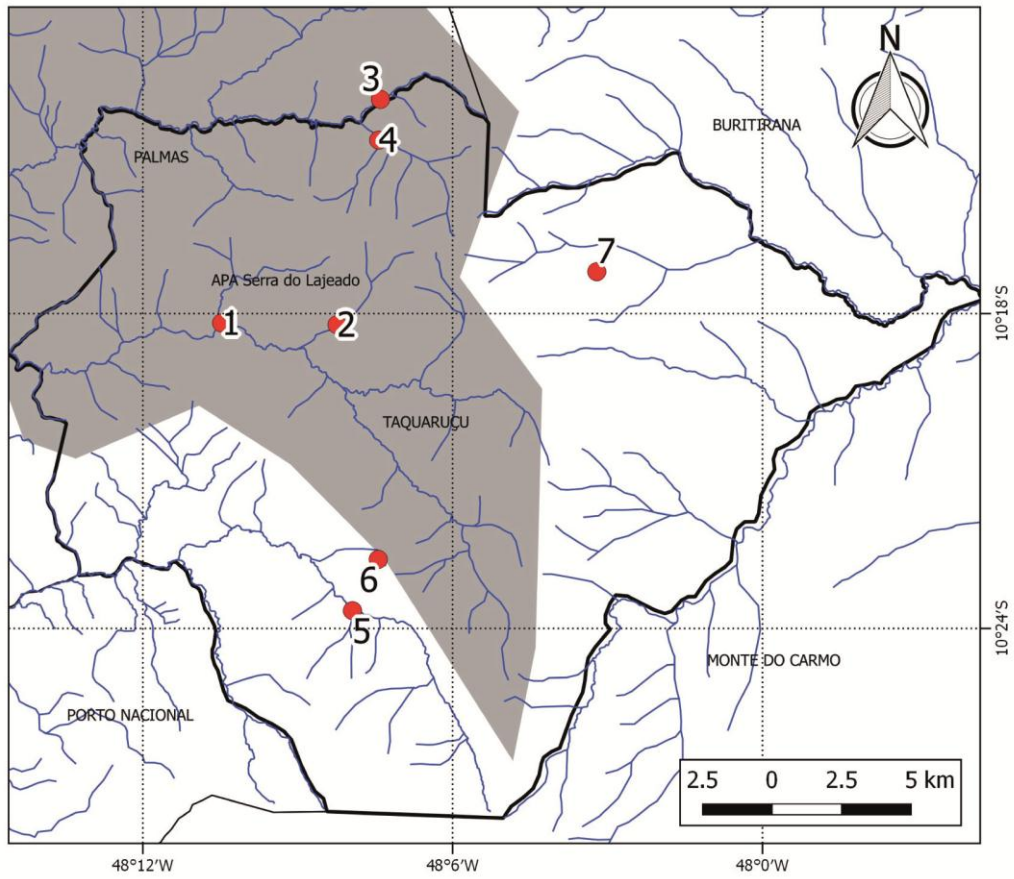 N
3
4
BURITIRANA
PALMAS
7
APA Serra do Lajeado
1
2
10°18'S
TAQUARUÇU
6
5
10°24'S
MONTE DO CARMO
PORTO NACIONAL
2.5 0 2.5 5 km
48°12'W 48°6'W 48°0'W